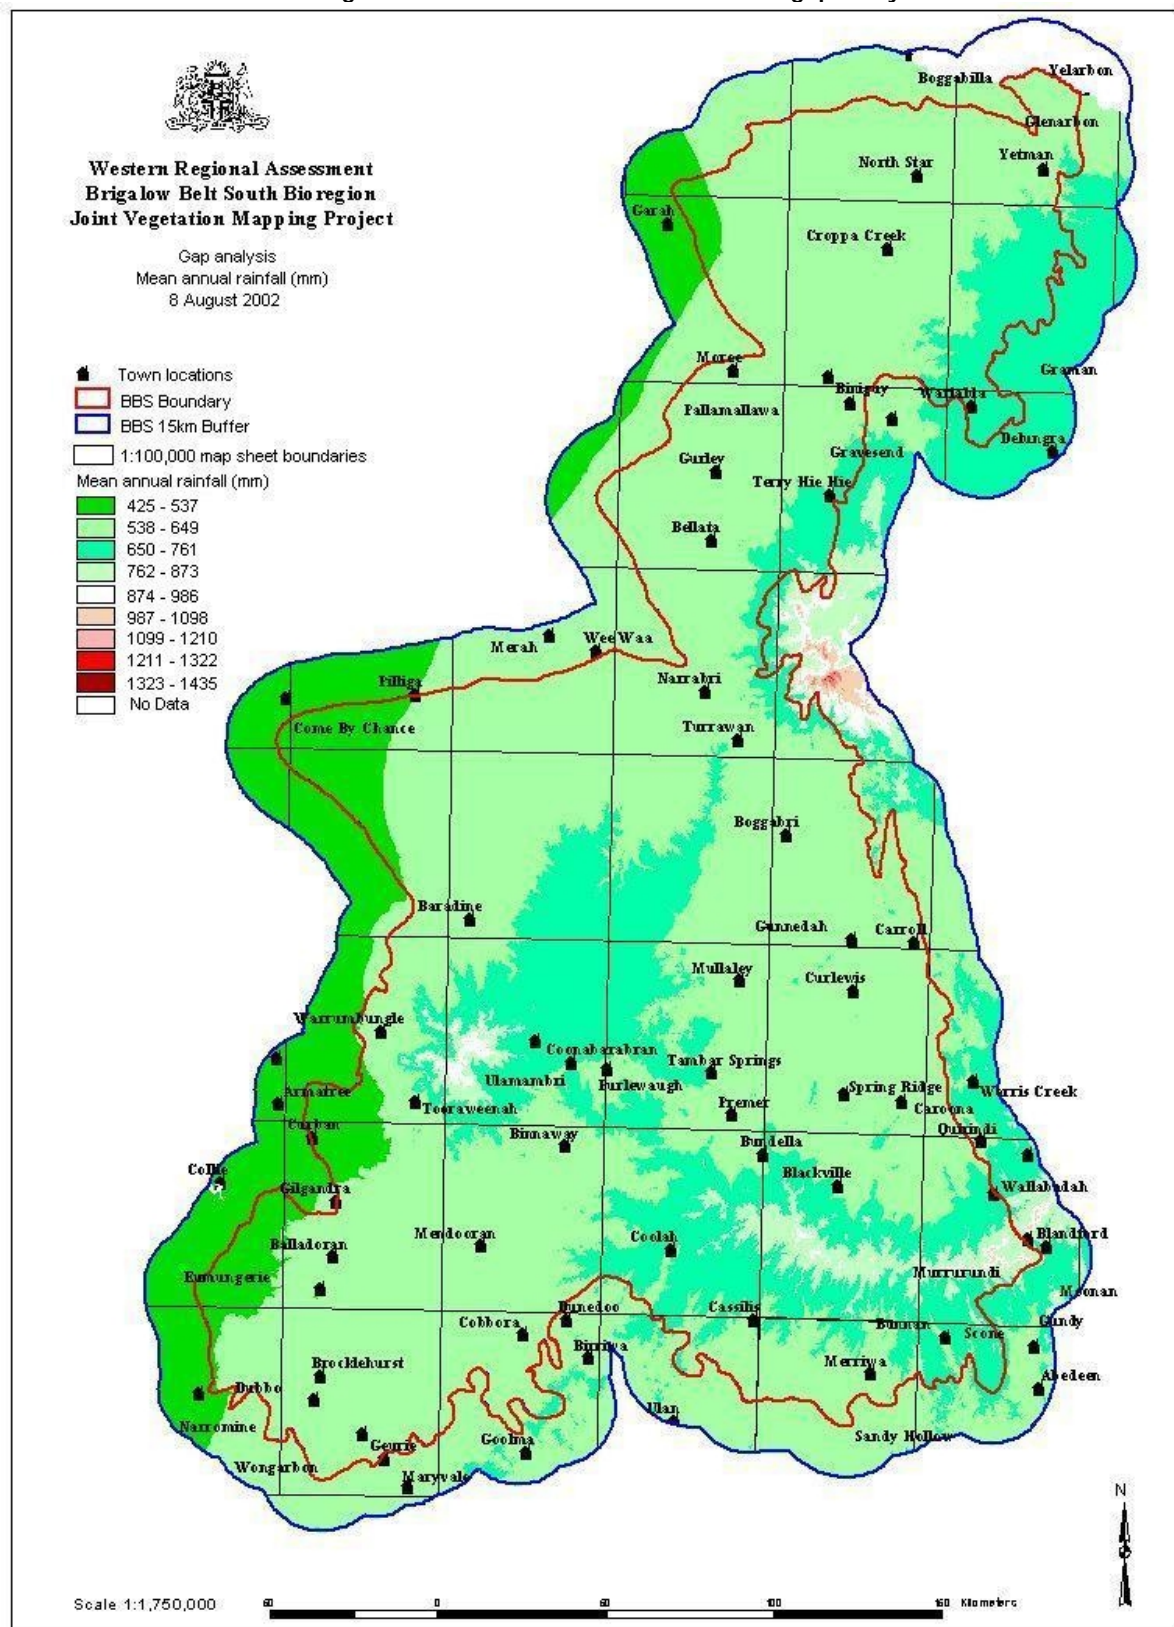 Western Regional Assessment
Brigalow Belt South Bioregion
Joint Vegetation Mapping Project
Gap analysis
Mean annual rainfall (mm)
8 August 2002
Town locations
BBS Boundary
BBS 15km Buffer
1:100,000 map sheet boundaries
Mean annual rainfall (mm)
425 - 537
538 - 649
650 - 761
762 - 873
874 - 986
987 - 1098
1099 - 1210
1211 - 1322
1323 - 1435
No Data
Yelarbon
Boggabilla
Glenarbon
North Star
Yetman
Garah
Croppa Creek
Moree
Graman
Warialda
Pallamallawa
Delungra
Gravesend
Gurley
Terry Hie Hie
Bellata
Merah
Wee Waa
Narrabri
Pilliga
Come By Chance
Turrawan
Boggabri
Baradine
Gunnedah
Carroll
Mullaley
Curlewis
Warrumbungle
Coonabarabran
Tambar Springs
Ulamambri
Purlewaugh
Spring Ridge
Werris Creek
Armatree
Tooraweenah
Premer
Caroona
Curban
Binnaway
Quirindi
Bundella
Collie
Blackville
Wallabadah
Gilgandra
Mendooran
Coolah
Blandford
Balladoran
Eumungerie
Murrurundi
Moonan
Dunedoo
Cassilis
Cobbora
Bunnan
Scone
Gundy
Birriwa
Brocklehurst
Merriwa
Abedeen
Dubbo
Narromine
Ulan
Sandy Hollow
Geurie
Goolma
Wongarbon
Maryvale
N
Scale 1:1,750,000
0
Kilometers